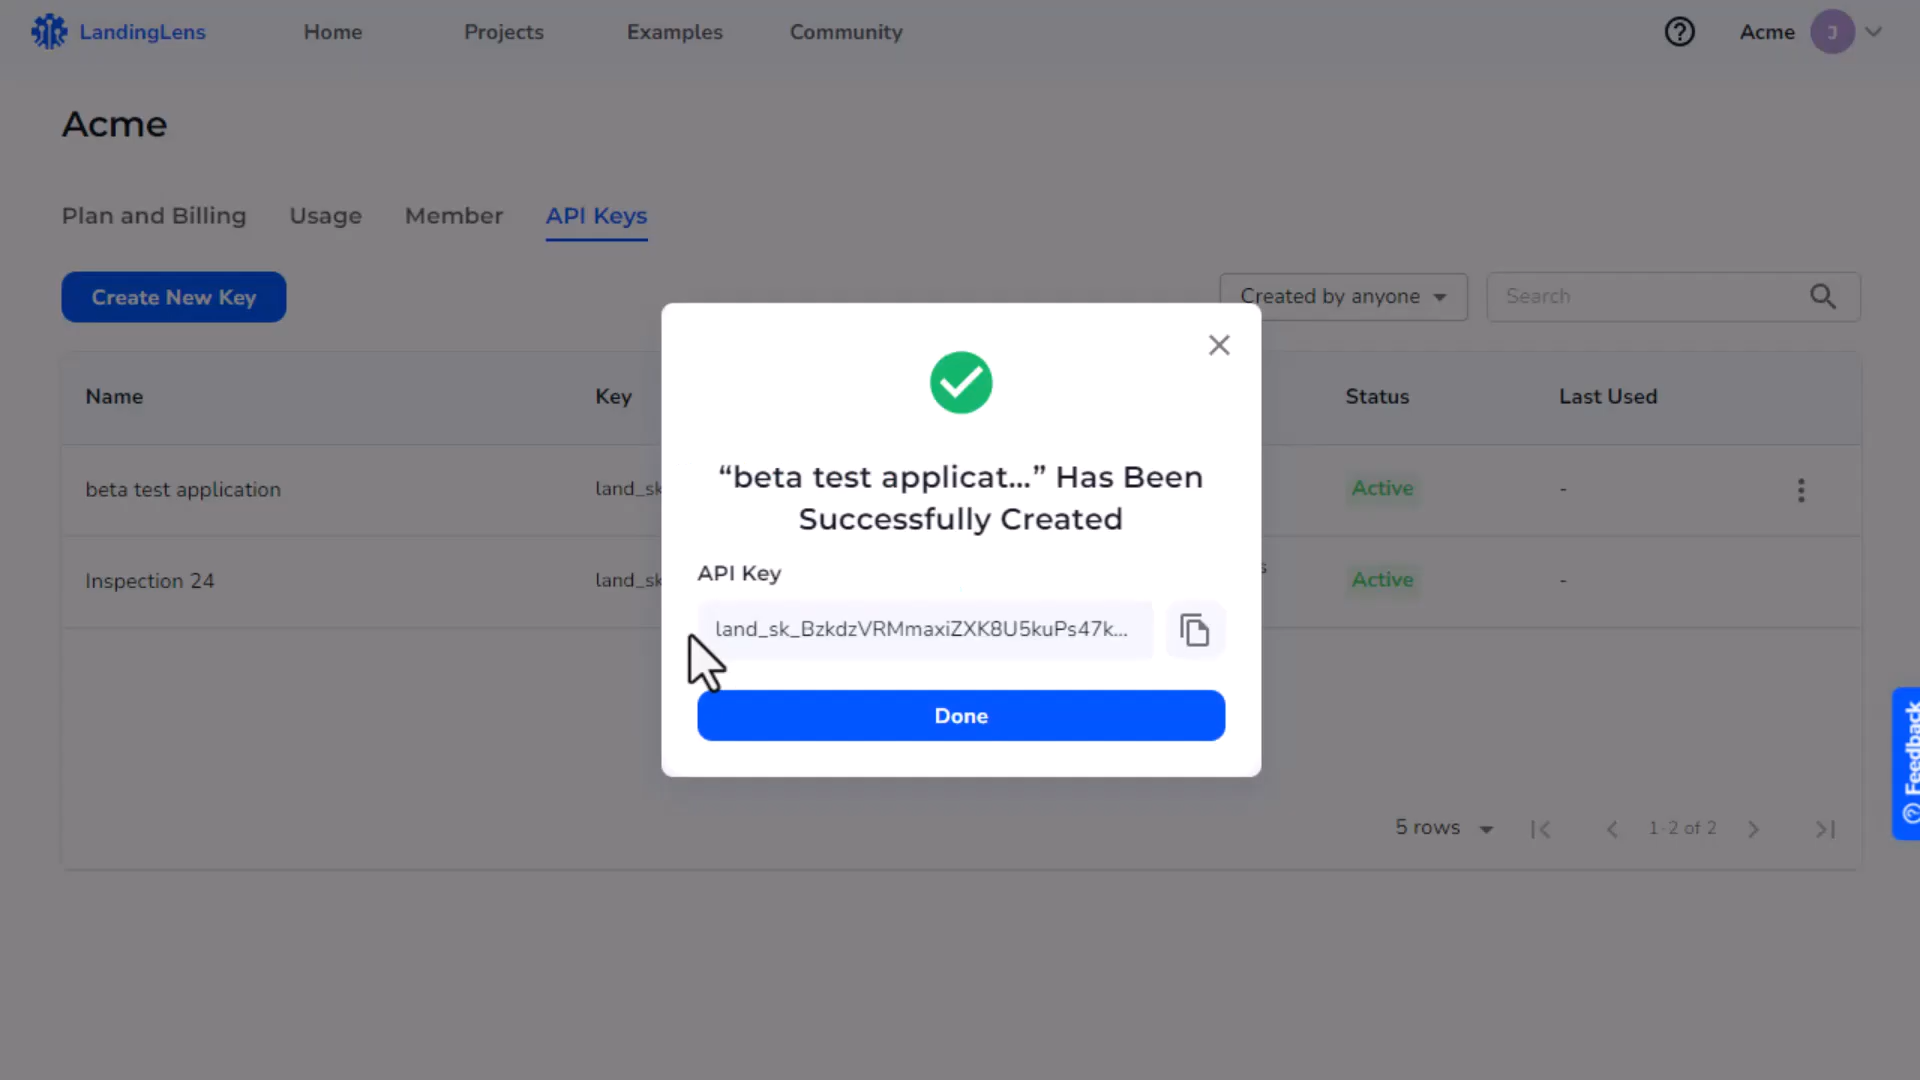 LandingLens Home Projects Examples Community Acme J
Acme
Plan and Billing Usage Member API Keys
Create New Key Created by anyone Search
Name Key Status Last Used
beta test application land_sk Active -
Inspection 24 land_sk Active -
“beta test applicat...” Has Been
Successfully Created
API Key
land_sk_BzkdzVRMmaxiZXK8U5kuPs47k...
Done
Feedback
5 rows 1-2 of 2